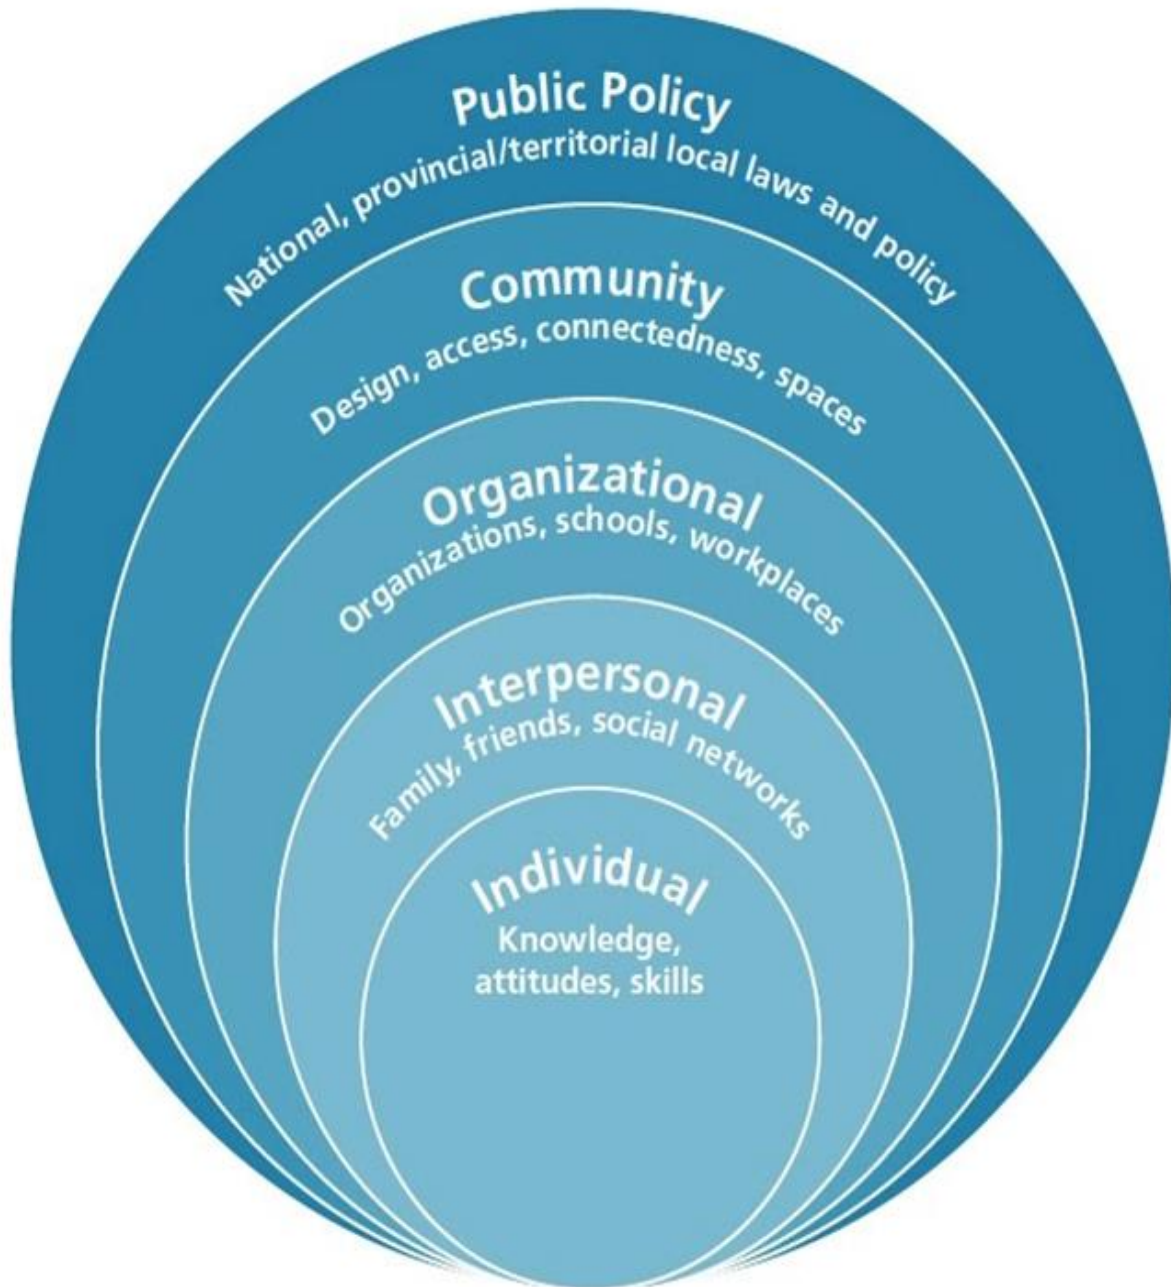 Public Policy
National, provincial/territorial local laws and policy
Community
Design, access, connectedness, spaces
Organizational
Organizations, schools, workplaces
Interpersonal
Family, friends, social networks
Individual
Knowledge,
attitudes, skills